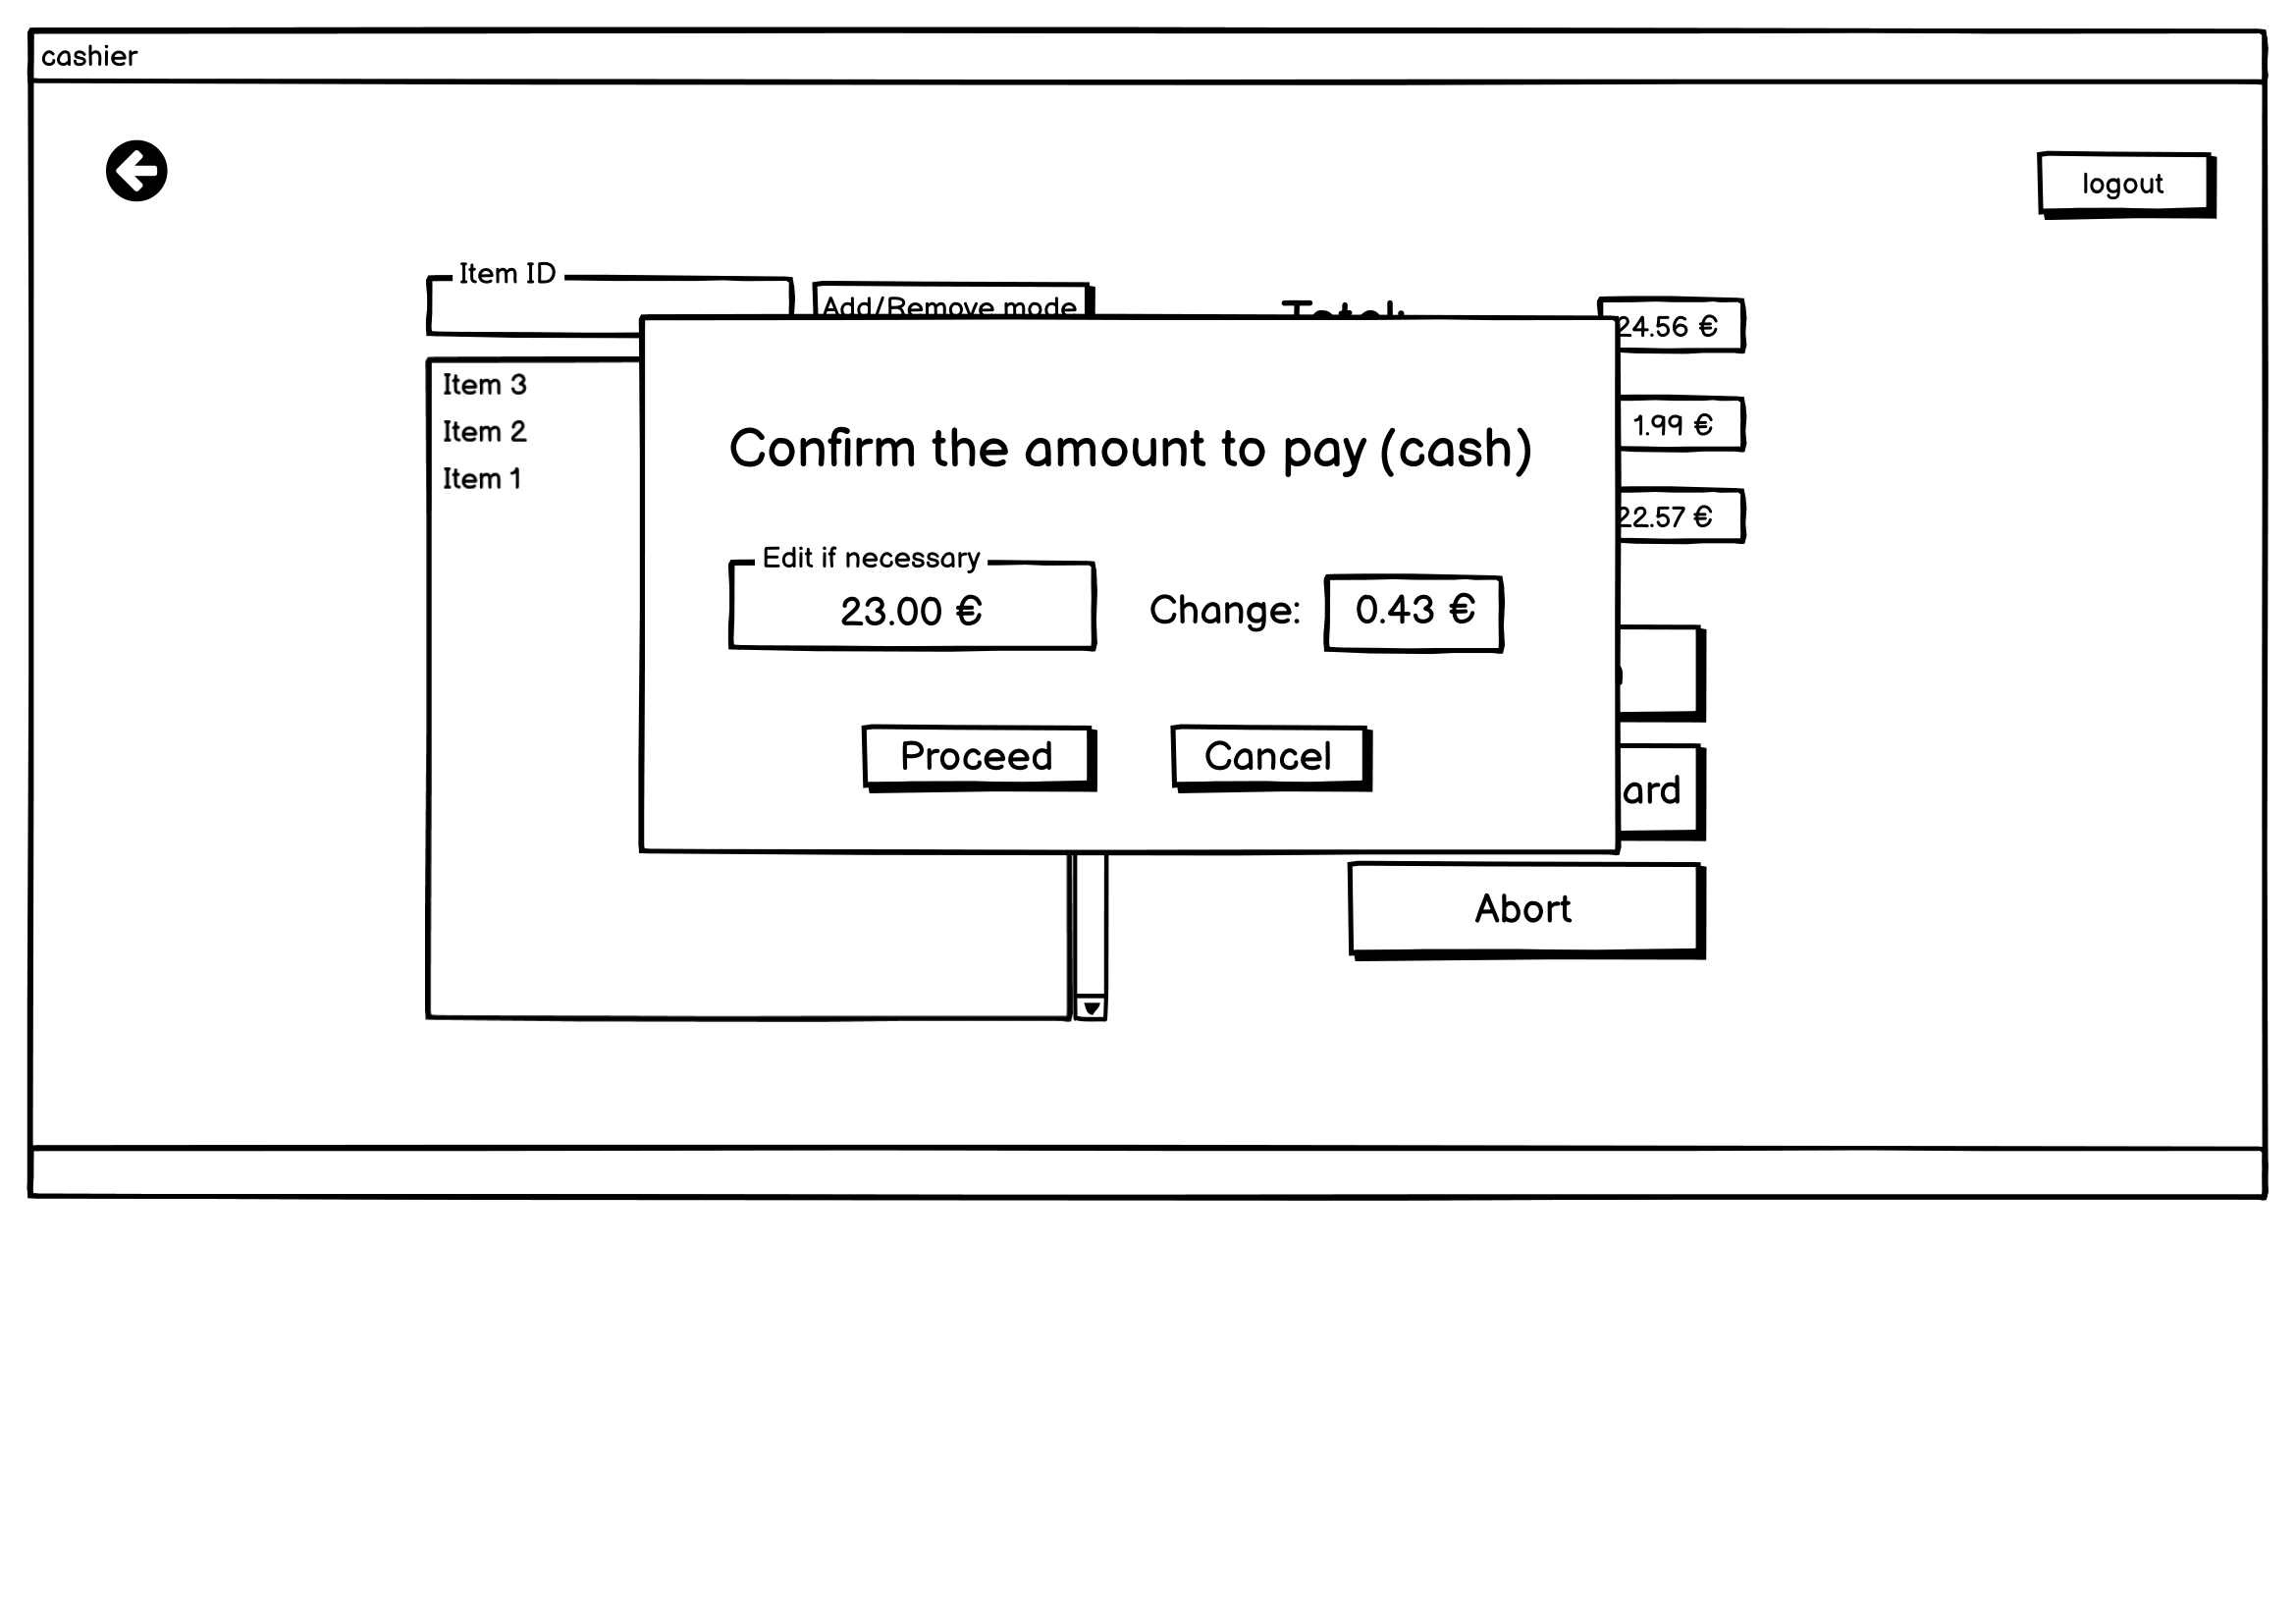 cashier
logout
Item ID
Add/Remove mode
Total:
24.56 €
Item 3
1.99 €
Item 2
Confirm the amount to pay (cash)
Item 1
22.57 €
Edit if necessary
23.00 €
Change:
0.43 €
Proceed
Cancel
ard
Abort